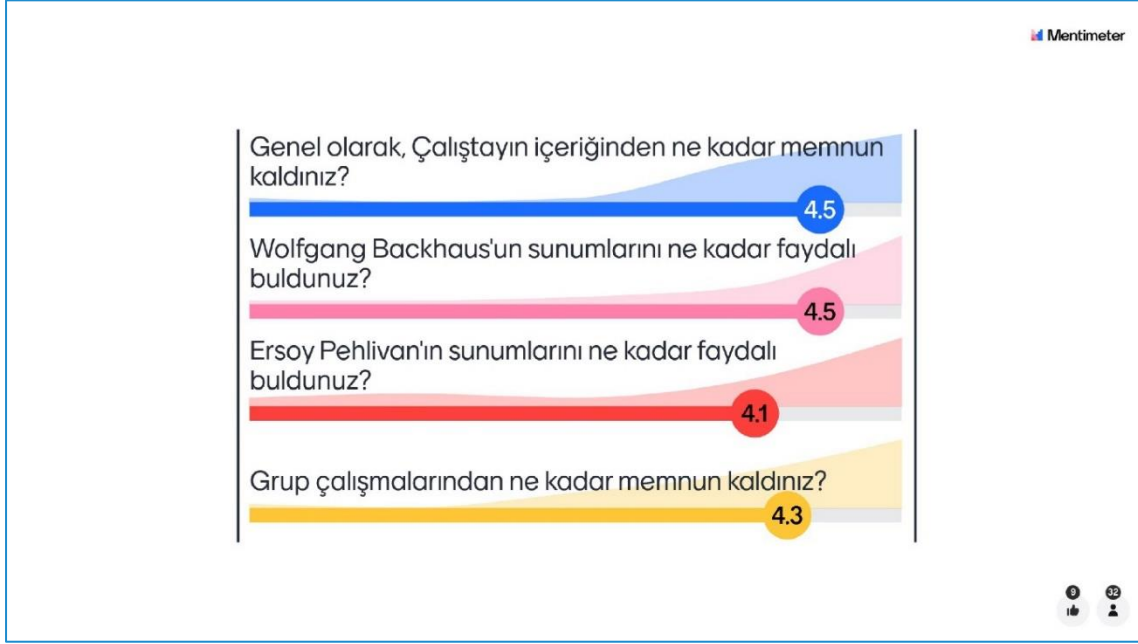 Mentimeter
Genel olarak, Çalıştayın içeriğinden ne kadar memnun
kaldınız?
4.5
Wolfgang Backhaus'un sunumlarını ne kadar faydalı
buldunuz?
4.5
Ersoy Pehlivan'ın sunumlarını ne kadar faydalı
buldunuz?
4.1
Grup çalışmalarından ne kadar memnun kaldınız?
4.3
9 32